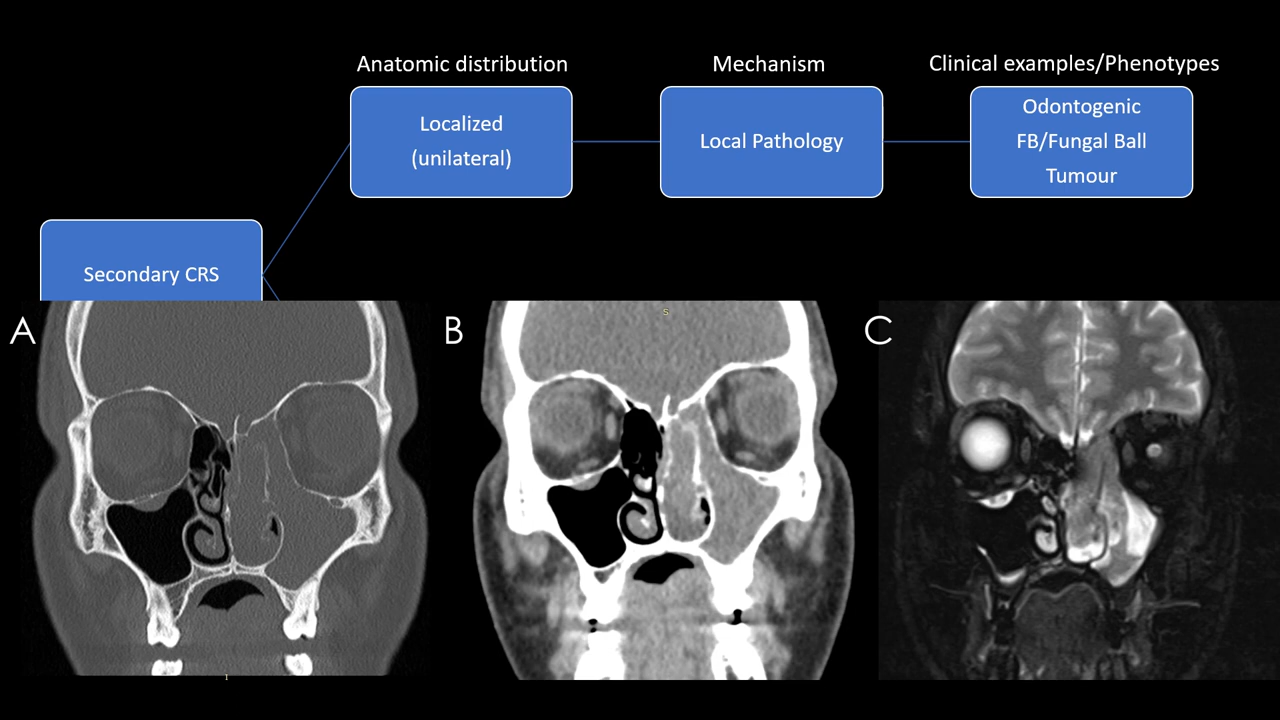 Anatomic distribution
Mechanism
Clinical examples/Phenotypes
Localized
(unilateral)
Local Pathology
Odontogenic
FB/Fungal Ball
Tumour
Secondary CRS
A
B
C
S
I